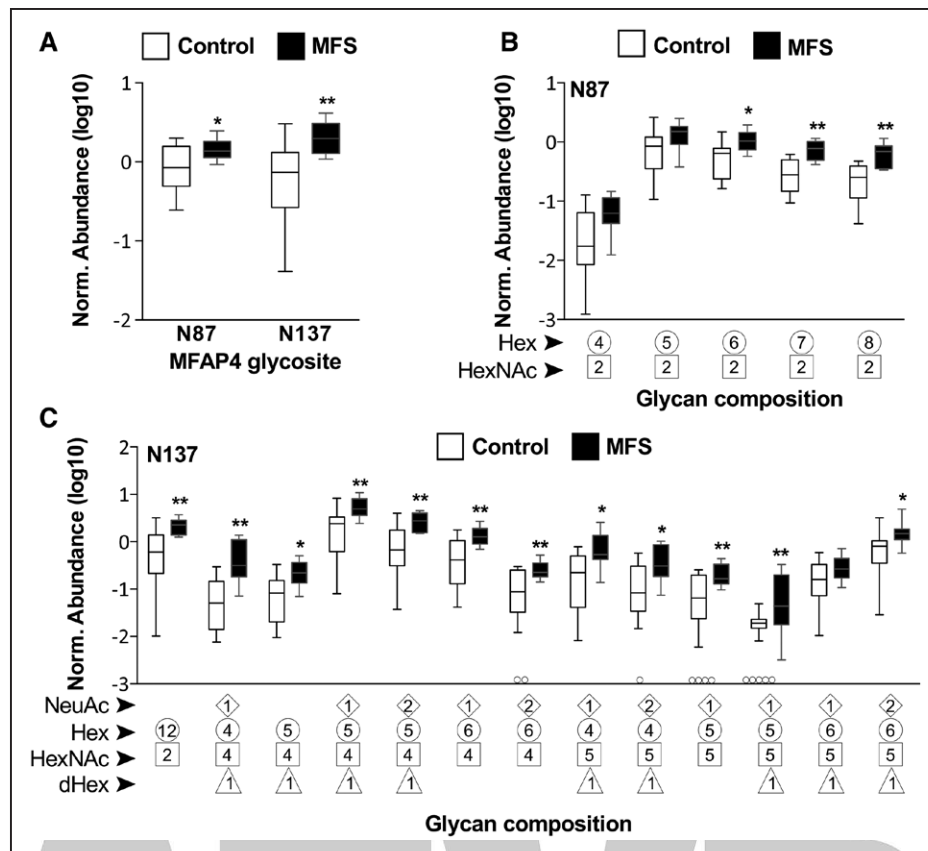 A
Control MFS
Norm. Abundance (log10)
1
0
-1
-2
* **
N87 N137
MFAP4 glycosite
B
Control MFS
N87
Norm. Abundance (log10)
1
0
-1
-2
-3
* ** **
Hex ➤ 4 5 6 7 8
HexNAc ➤ 2 2 2 2 2
Glycan composition
C
Control MFS
N137
Norm. Abundance (log10)
2
1
0
-1
-2
-3
** ** * ** ** ** ** * * ** ** *
NeuAc ➤ 1 1 2 1 2 1 2 1 1 1 2
Hex ➤ 12 4 5 5 5 6 6 4 4 5 5 6 6
HexNAc ➤ 2 4 4 4 4 4 4 5 5 5 5 5 5
dHex ➤ 1 1 1 1 1 1 1 1 1
Glycan composition